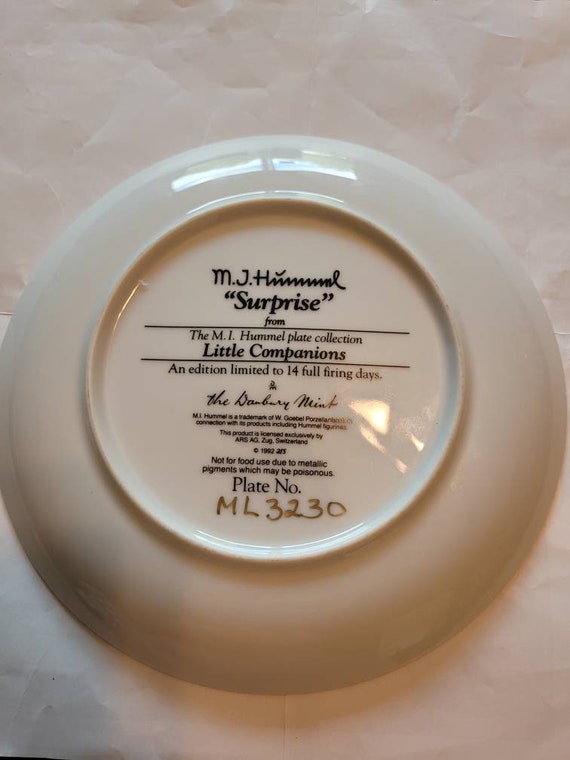 M.J. Hummel
"Surprise"
from
The M. I. Hummel plate collection
Little Companions
An edition limited to 14 full firing days.
The Danbury Mint
M.I. Hummel is a trademark of W. Goebel Porzellanfabrik in
connection with its products including Hummel figurines.
This product is licensed exclusively by
ARS AG, Zug, Switzerland
© 1992 ars
Not for food use due to metallic
pigments which may be poisonous.
Plate No.
ML3230